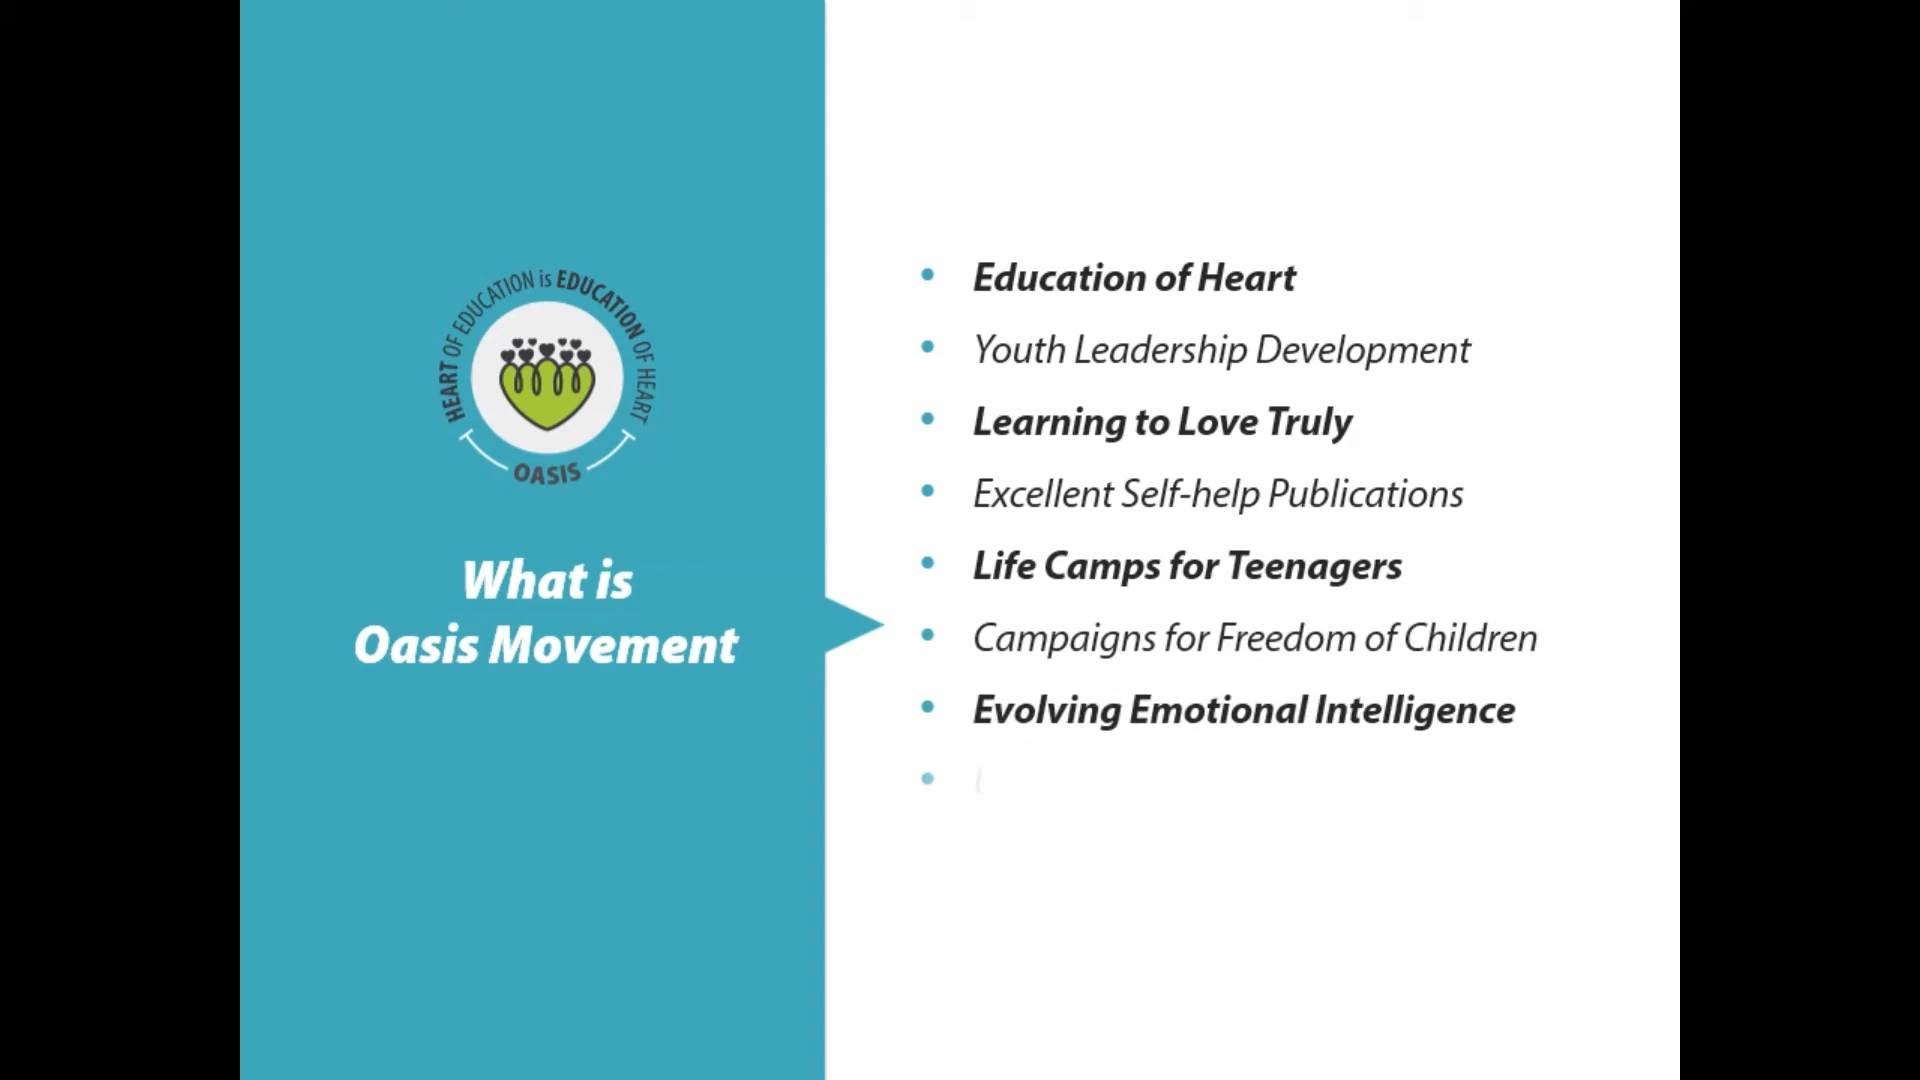 HEART OF EDUCATION is EDUCATION OF HEART
OASIS
What is
Oasis Movement
• Education of Heart
• Youth Leadership Development
• Learning to Love Truly
• Excellent Self-help Publications
• Life Camps for Teenagers
• Campaigns for Freedom of Children
• Evolving Emotional Intelligence
•